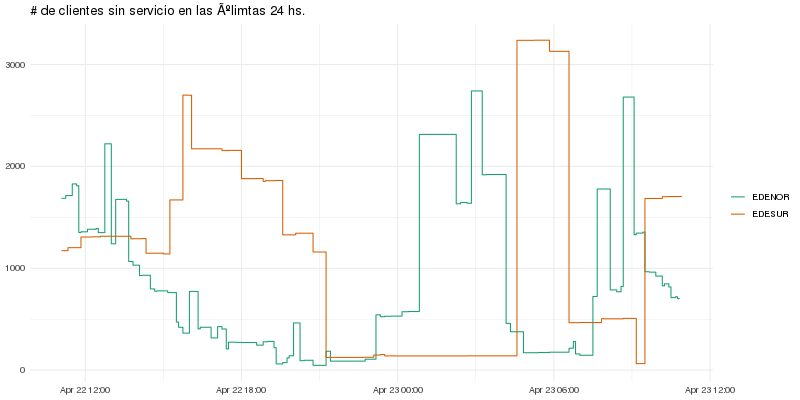 # de clientes sin servicio en las Ãºlimtas 24 hs.
3000
2000
1000
0
Apr 22 12:00
Apr 22 18:00
Apr 23 00:00
Apr 23 06:00
Apr 23 12:00
EDENOR
EDESUR